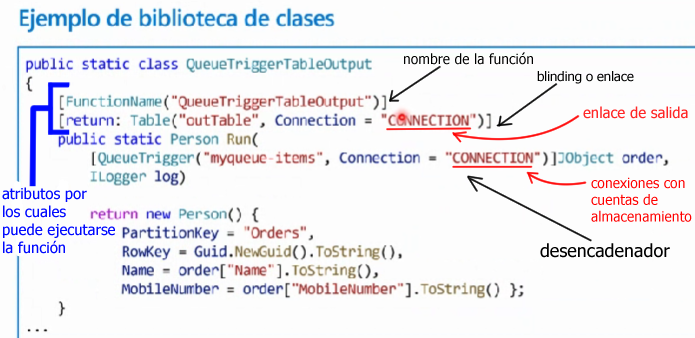 Ejemplo de biblioteca de clases
public static class QueueTriggerTableOutput
nombre de la función
{
blinding o enlace
[FunctionName("QueueTriggerTableOutput")]
[return: Table("outTable", Connection = "CONNECTION")]
enlace de salida
public static Person Run(
[QueueTrigger("myqueue-items", Connection = "CONNECTION")]JObject order,
ILogger log)
conexiones con
cuentas de
almacenamiento
atributos por
los cuales
puede ejecutarse
la función
desencadenador
return new Person() {
PartitionKey = "Orders",
RowKey = Guid.NewGuid().ToString(),
Name = order["Name"].ToString(),
MobileNumber = order["MobileNumber"].ToString() };
}
...